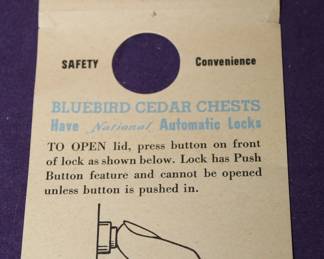 SAFETY Convenience
BLUEBIRD CEDAR CHESTS
Have National Automatic Locks
TO OPEN lid, press button on front
of lock as shown below. Lock has Push
Button feature and cannot be opened
unless button is pushed in.